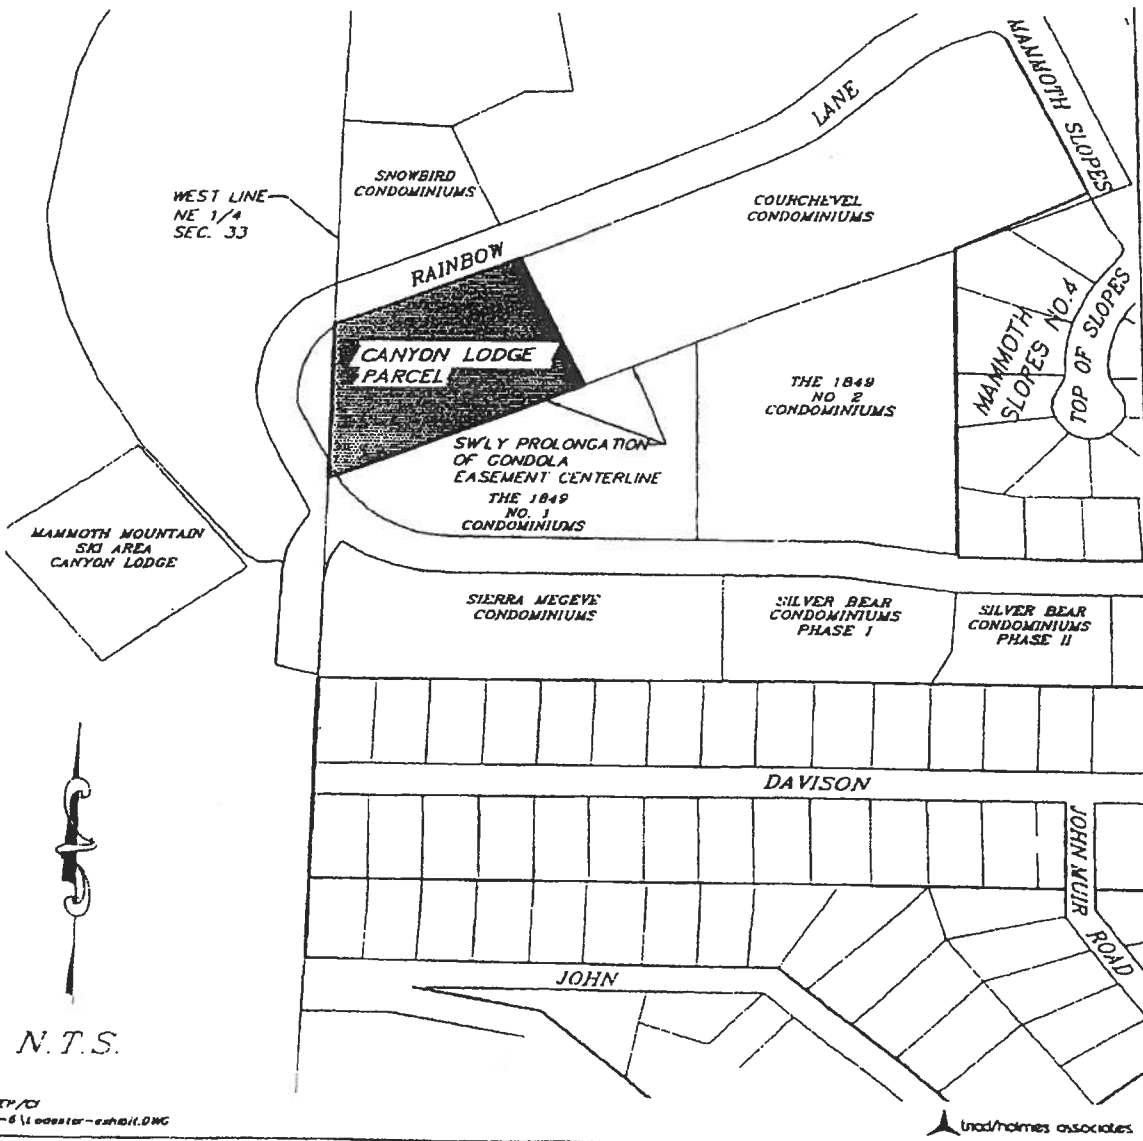 MAMMOTH SLOPES
LANE
SNOWBIRD
CONDOMINIUMS
WEST LINE
NE 1/4
SEC. 33
COURCHEVEL
CONDOMINIUMS
RAINBOW
CANYON LODGE
PARCEL
MAMMOTH
SLOPES NO.4
TOP OF SLOPES
THE 1849
NO 2
CONDOMINIUMS
SW'LY PROLONGATION
OF GONDOLA
EASEMENT CENTERLINE
THE 1849
NO. 1
CONDOMINIUMS
MAMMOTH MOUNTAIN
SKI AREA
CANYON LODGE
SIERRA MEGEVE
CONDOMINIUMS
SILVER BEAR
CONDOMINIUMS
PHASE I
SILVER BEAR
CONDOMINIUMS
PHASE II
DAVISON
JOHN MUIR
ROAD
JOHN
N.T.S.
triad/holmes associates